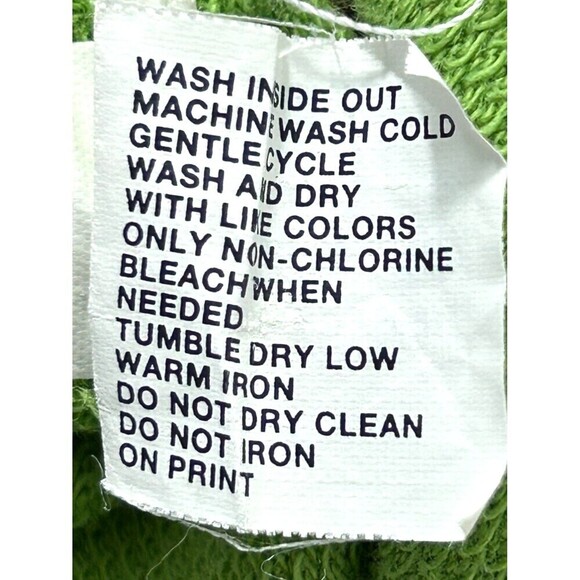 WASH INSIDE OUT
MACHINE WASH COLD
GENTLE CYCLE
WASH AND DRY
WITH LIKE COLORS
ONLY NON-CHLORINE
BLEACH WHEN
NEEDED
TUMBLE DRY LOW
WARM IRON
DO NOT DRY CLEAN
DO NOT IRON
ON PRINT